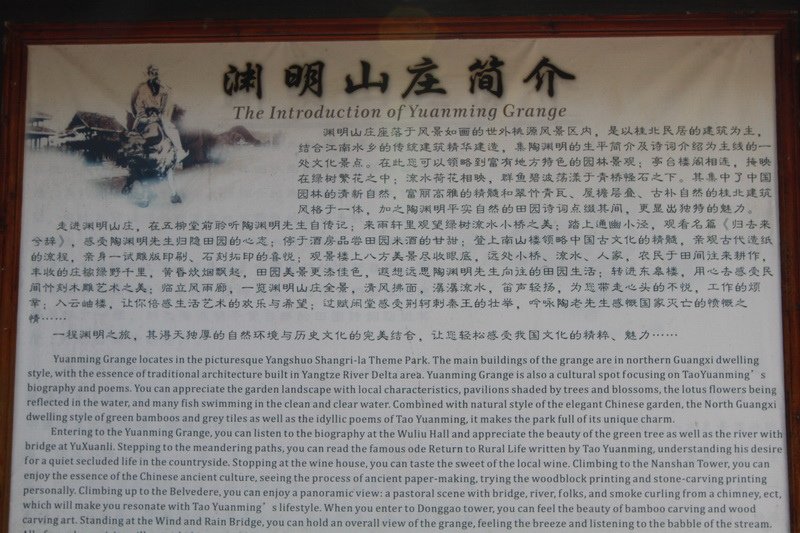 渊明山庄简介
The Introduction of Yuanming Grange
渊明山庄座落于风景如画的世外桃源风景区内，是以桂北民居的建筑为主，
结合江南水乡的传统建筑精华建造，集陶渊明的生平简介及诗词介绍为主线的一
处文化景点。在此您可以领略到富有地方特色的园林景观；亭台楼阁相连，掩映
在绿树繁花之中；流水荷花相映，群鱼碧波荡漾于青桥怪石之下。其集中了中国
园林的清新自然，富丽高雅的精髓和翠竹青瓦、屋檐层叠、古朴自然的桂北建筑
风格于一体，加之陶渊明平实自然的田园诗词点缀其间，更显出独特的魅力。
走进渊明山庄，在五柳堂前聆听陶渊明先生自传记；来雨轩里观望绿树流水小桥之美；踏上通幽小径，观看名篇《归去来
兮辞》，感受陶渊明先生归隐田园的心志；停于酒房品尝田园米酒的甘甜；登上南山楼领略中国古文化的精髓，亲观古代造纸
的流程，亲身一试雕版印刷、石刻拓印的喜悦；观景楼上八方美景尽收眼底，远处小桥、流水、人家，农民于田间往来耕作，
丰收的庄稼绿野千里，黄昏炊烟飘起，田园美景更添佳色，遐想远思陶渊明先生向往的田园生活；转进东皋楼，用心去感受民
间竹刻木雕艺术之美；临立风雨廊，一览渊明山庄全景，清风拂面，潺潺流水，笛声轻扬，为您带走心头的不悦，工作的烦
闷；入云岫楼，让你倍感生活艺术的欢乐与希望；过赋闲堂感受荆轲刺秦王的壮举，吟咏陶老先生感慨国家灭亡的愤慨之
情……
一程渊明之旅，其得天独厚的自然环境与历史文化的完美结合，让您轻松感受我国文化的精粹、魅力……
Yuanming Grange locates in the picturesque Yangshuo Shangri-la Theme Park. The main buildings of the grange are in northern Guangxi dwelling
style, with the essence of traditional architecture built in Yangtze River Delta area. Yuanming Grange is also a cultural spot focusing on TaoYuanming's
biography and poems. You can appreciate the garden landscape with local characteristics, pavilions shaded by trees and blossoms, the lotus flowers being
reflected in the water, and many fish swimming in the clean and clear water. Combined with natural style of the elegant Chinese garden, the North Guangxi
dwelling style of green bamboos and grey tiles as well as the idyllic poems of Tao Yuanming, it makes the park full of its unique charm.
Entering to the Yuanming Grange, you can listen to the biography at the Wuliu Hall and appreciate the beauty of the green tree as well as the river with
bridge at YuXuanli. Stepping to the meandering paths, you can read the famous ode Return to Rural Life written by Tao Yuanming, understanding his desire
for a quiet secluded life in the countryside. Stopping at the wine house, you can taste the sweet of the local wine. Climbing to the Nanshan Tower, you can
enjoy the essence of the Chinese ancient culture, seeing the process of ancient paper-making, trying the woodblock printing and stone-carving printing
personally. Climbing up to the Belvedere, you can enjoy a panoramic view: a pastoral scene with bridge, river, folks, and smoke curling from a chimney, ect,
which will make you resonate with Tao Yuanming's lifestyle. When you enter to Donggao tower, you can feel the beauty of bamboo carving and wood
carving art. Standing at the Wind and Rain Bridge, you can hold an overall view of the grange, feeling the breeze and listening to the babble of the stream.